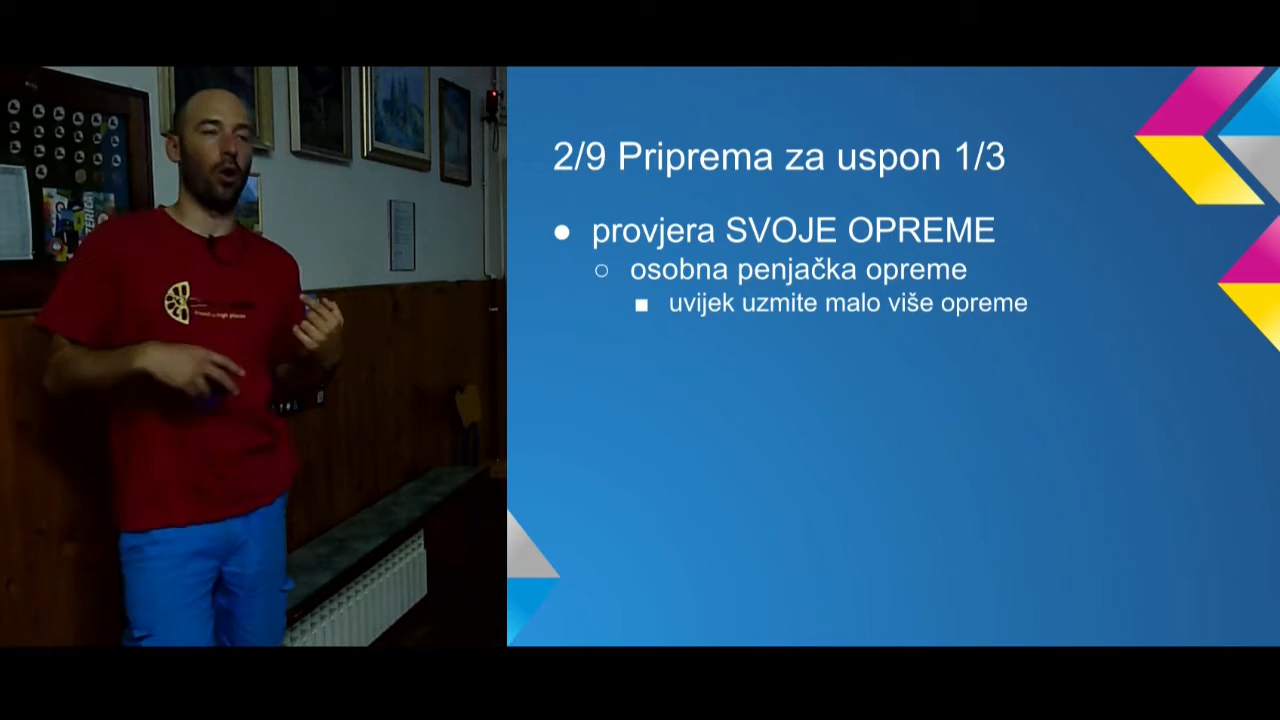 2/9 Priprema za uspon 1/3
● provjera SVOJE OPREME
○ osobna penjačka opreme
■ uvijek uzmite malo više opreme